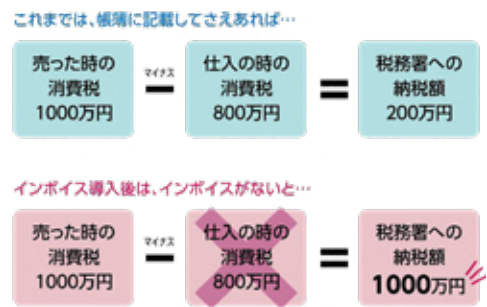 これまでは、帳簿に記載してさえあれば…
売った時の
消費税
1000万円
マイナス
仕入の時の
消費税
800万円
=
税務署への
納税額
200万円
インボイス導入後は、インボイスがないと…
売った時の
消費税
1000万円
マイナス
仕入の時の
消費税
800万円
=
税務署への
納税額
1000万円